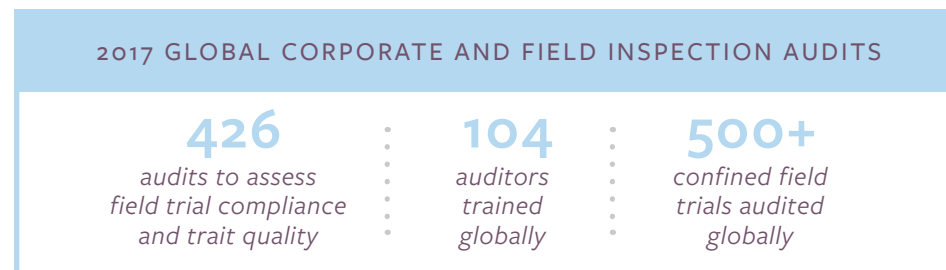 2017 GLOBAL CORPORATE AND FIELD INSPECTION AUDITS
426
audits to assess
field trial compliance
and trait quality
104
auditors
trained
globally
500+
confined field
trials audited
globally